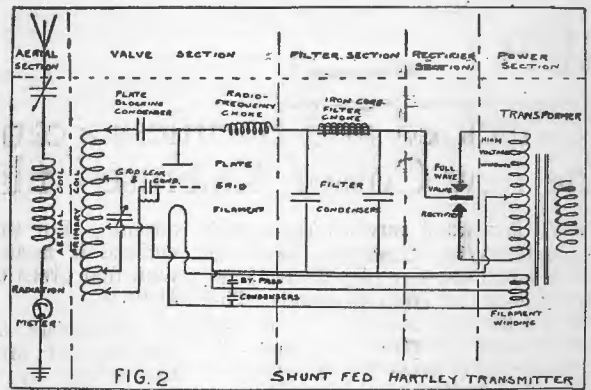 AERIAL SECTION
VALVE SECTION
FILTER SECTION
RECTIFIER SECTION
POWER SECTION
PLATE BLOCKING CONDENSER
RADIO-FREQUENCY CHOKE
IRON CORE FILTER CHOKE
TRANSFORMER
HIGH VOLTAGE WINDING
PLATE
GRID LEAK
COND.
GRID
FILAMENT
FILTER
CONDENSERS
FULL WAVE VALVE
RECTIFIER
AERIAL COIL
PRIMARY COIL
RADIATION METER
BY-PASS
CONDENSERS
FILAMENT WINDING
FIG. 2
SHUNT FED HARTLEY TRANSMITTER